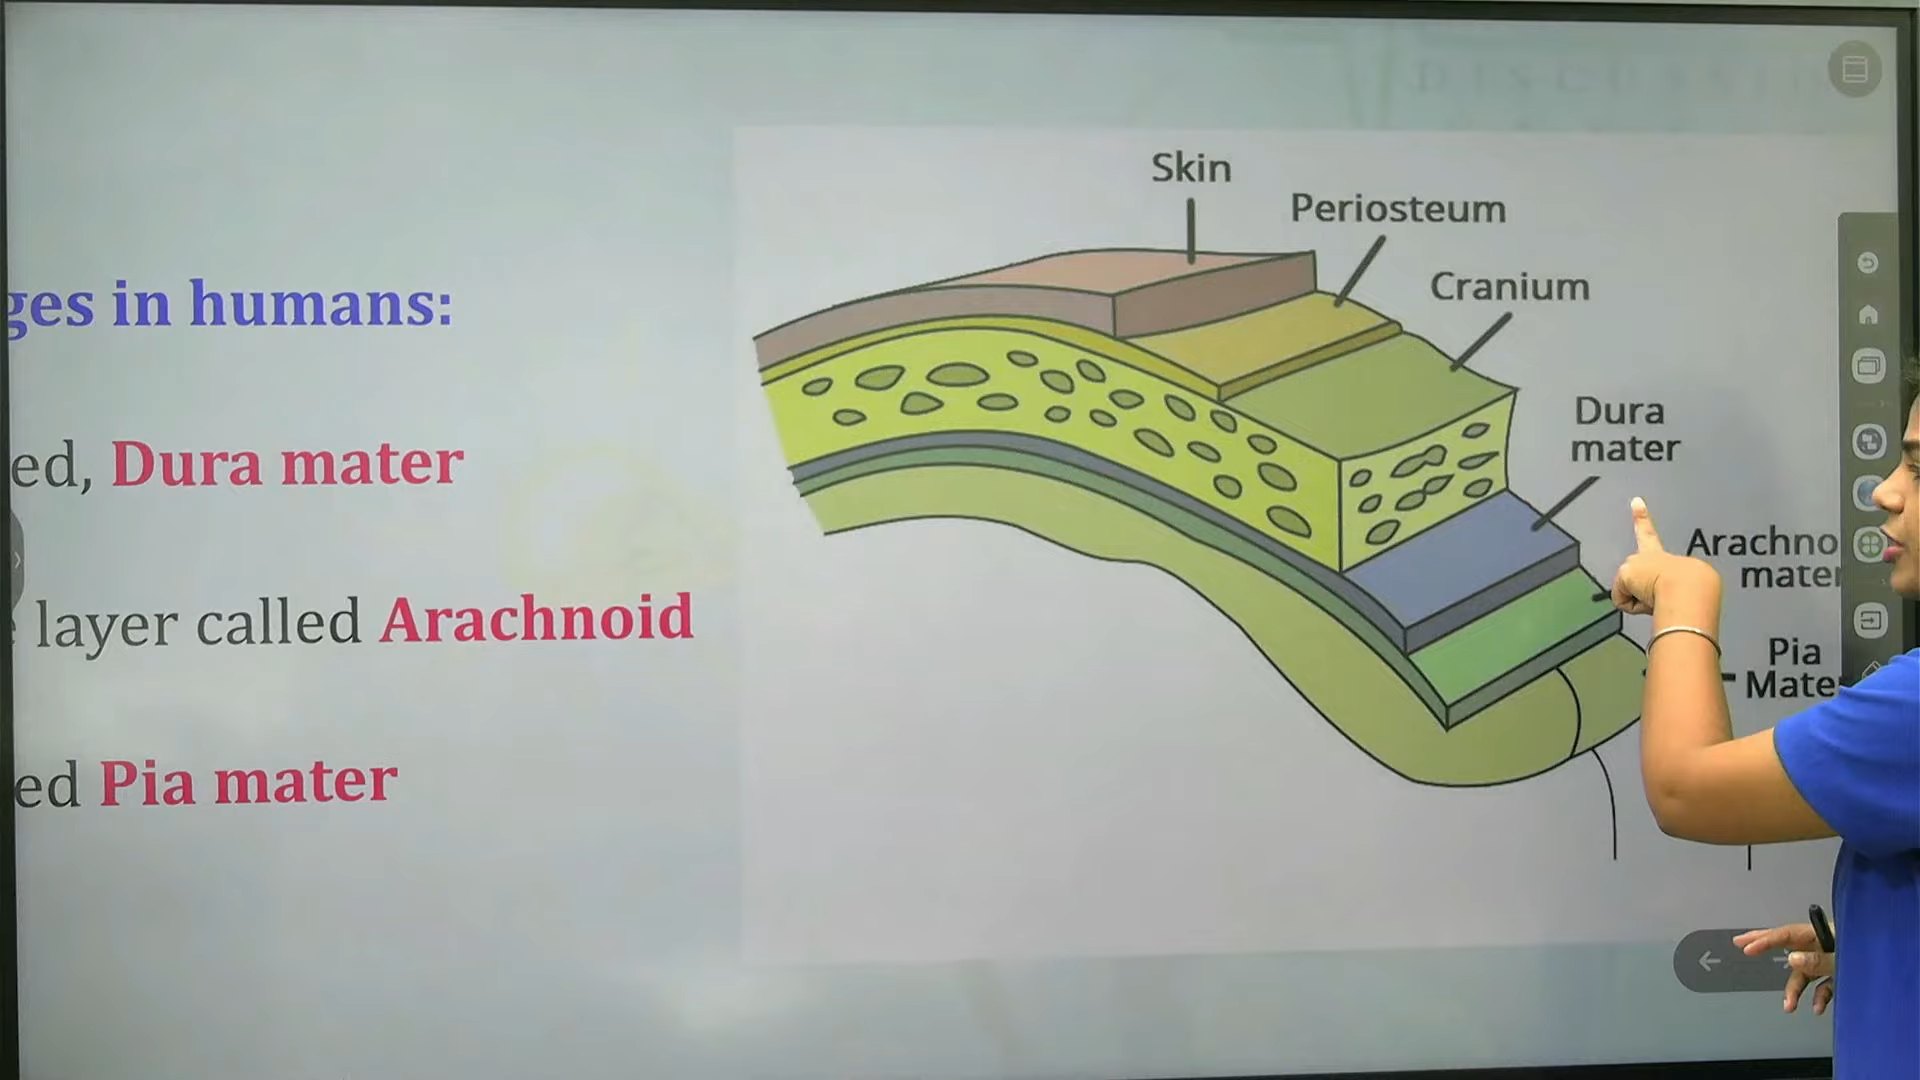 ges in humans:
ed, Dura mater
layer called Arachnoid
ed Pia mater
Skin
Periosteum
Cranium
Dura
mater
Arachno
mater
Pia
Mate